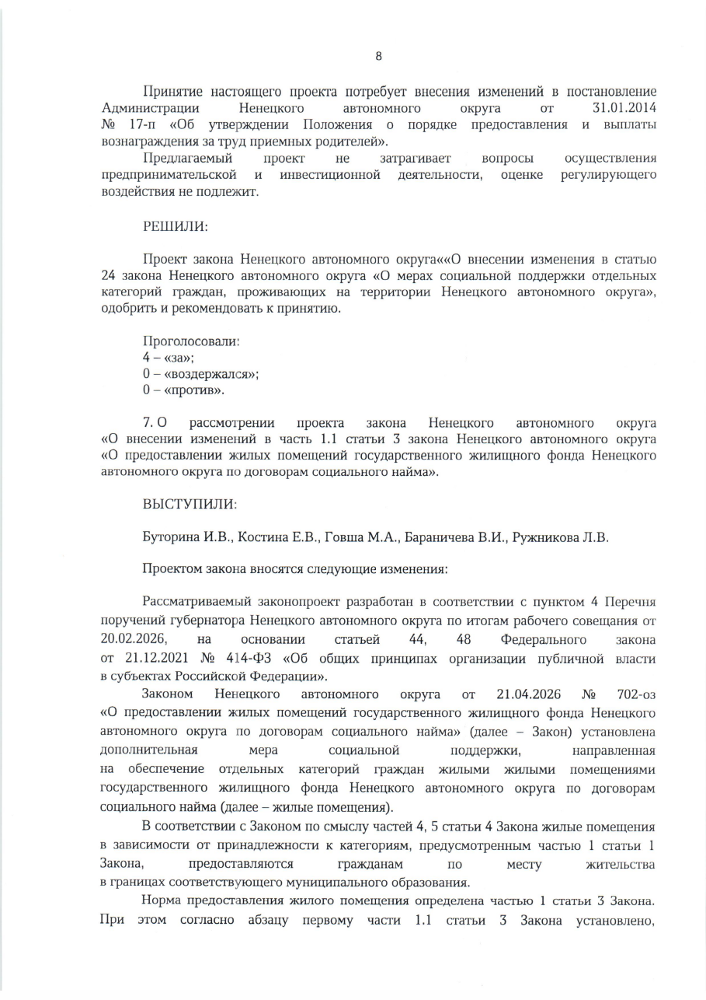 8
Принятие настоящего проекта потребует внесения изменений в постановление
Администрации Ненецкого автономного округа от 31.01.2014
№ 17-п «Об утверждении Положения о порядке предоставления и выплаты
вознаграждения за труд приемных родителей».
Предлагаемый проект не затрагивает вопросы осуществления
предпринимательской и инвестиционной деятельности, оценке регулирующего
воздействия не подлежит.
РЕШИЛИ:
Проект закона Ненецкого автономного округа««О внесении изменения в статью
24 закона Ненецкого автономного округа «О мерах социальной поддержки отдельных
категорий граждан, проживающих на территории Ненецкого автономного округа»,
одобрить и рекомендовать к принятию.
Проголосовали:
4 – «за»;
0 – «воздержался»;
0 – «против».
7. О рассмотрении проекта закона Ненецкого автономного округа
«О внесении изменений в часть 1.1 статьи 3 закона Ненецкого автономного округа
«О предоставлении жилых помещений государственного жилищного фонда Ненецкого
автономного округа по договорам социального найма».
ВЫСТУПИЛИ:
Буторина И.В., Костина Е.В., Говша М.А., Бараничева В.И., Ружникова Л.В.
Проектом закона вносятся следующие изменения:
Рассматриваемый законопроект разработан в соответствии с пунктом 4 Перечня
поручений губернатора Ненецкого автономного округа по итогам рабочего совещания от
20.02.2026, на основании статьей 44, 48 Федерального закона
от 21.12.2021 № 414-ФЗ «Об общих принципах организации публичной власти
в субъектах Российской Федерации».
Законом Ненецкого автономного округа от 21.04.2026 № 702-оз
«О предоставлении жилых помещений государственного жилищного фонда Ненецкого
автономного округа по договорам социального найма» (далее – Закон) установлена
дополнительная мера социальной поддержки, направленная
на обеспечение отдельных категорий граждан жилыми жилыми помещениями
государственного жилищного фонда Ненецкого автономного округа по договорам
социального найма (далее – жилые помещения).
В соответствии с Законом по смыслу частей 4, 5 статьи 4 Закона жилые помещения
в зависимости от принадлежности к категориям, предусмотренным частью 1 статьи 1
Закона, предоставляются гражданам по месту жительства
в границах соответствующего муниципального образования.
Норма предоставления жилого помещения определена частью 1 статьи 3 Закона.
При этом согласно абзацу первому части 1.1 статьи 3 Закона установлено,